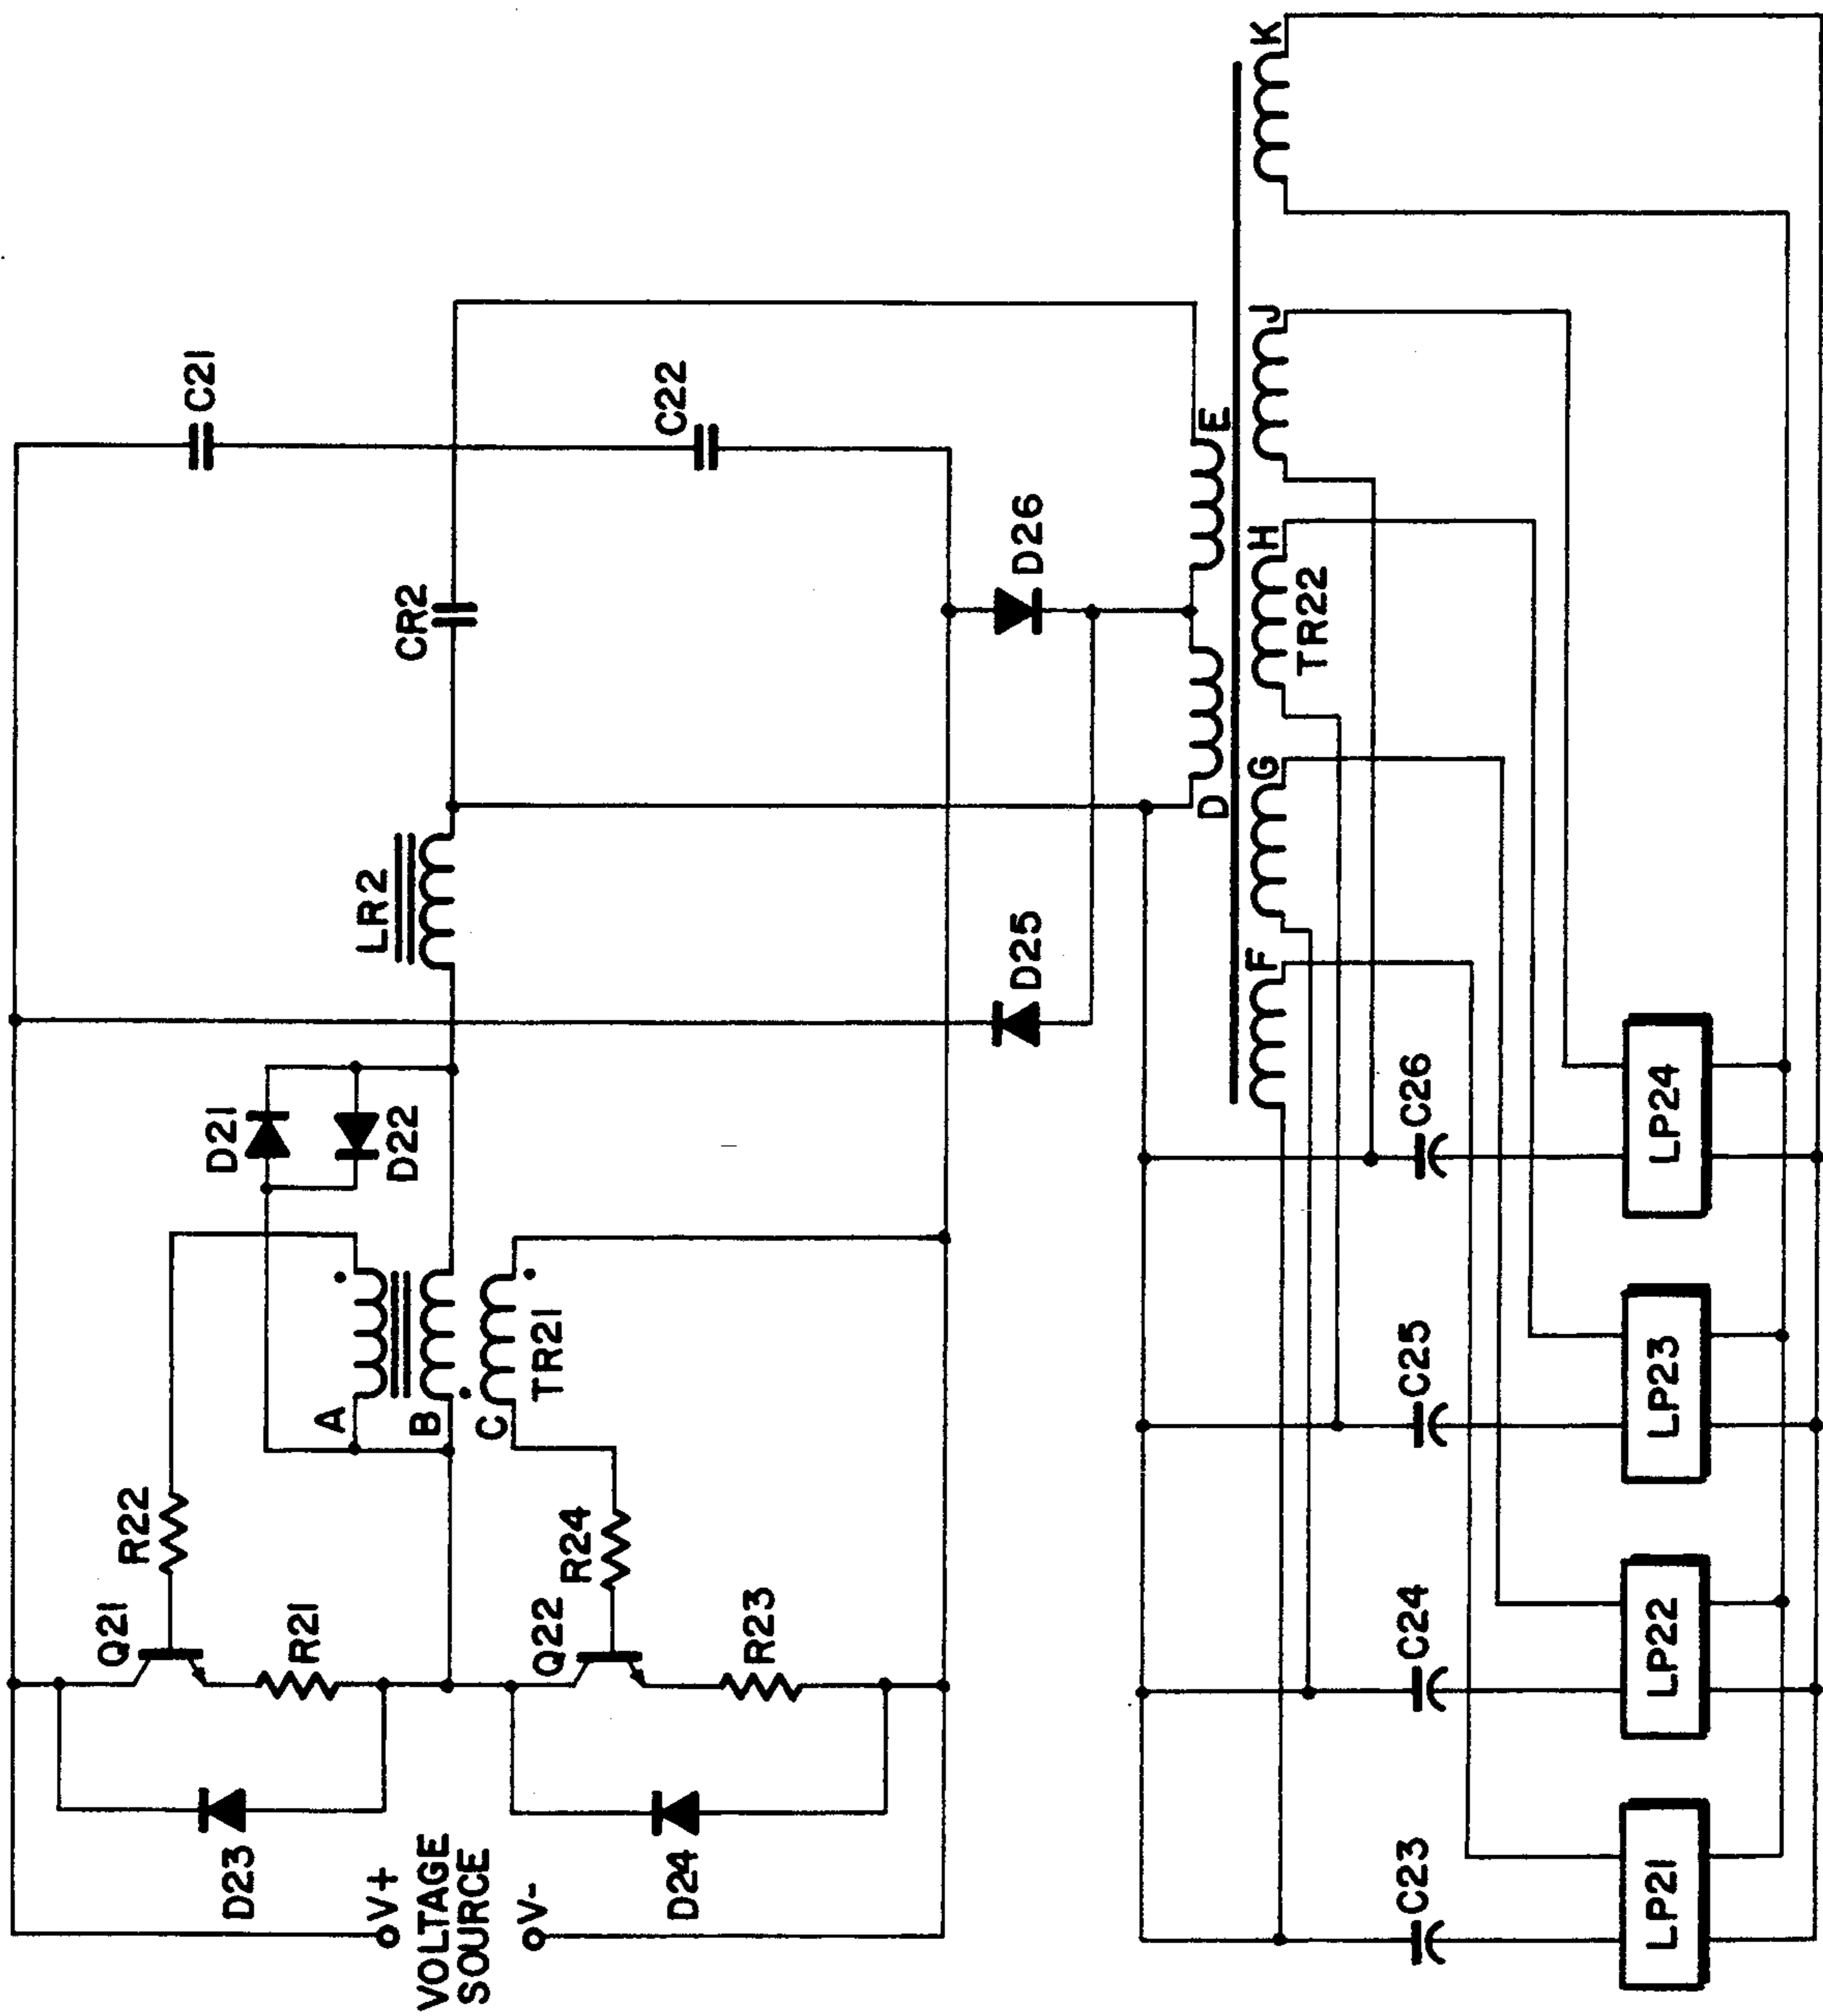 C21
C22
CR2
LR2
D21
D22
D25
D26
E
D
K
J
H
TR22
G
F
A
B
C
TR21
R22
Q21
R21
R24
Q22
R23
D23
D24
V+
VOLTAGE
SOURCE
V-
C26
C25
C24
C23
LP24
LP23
LP22
LP21